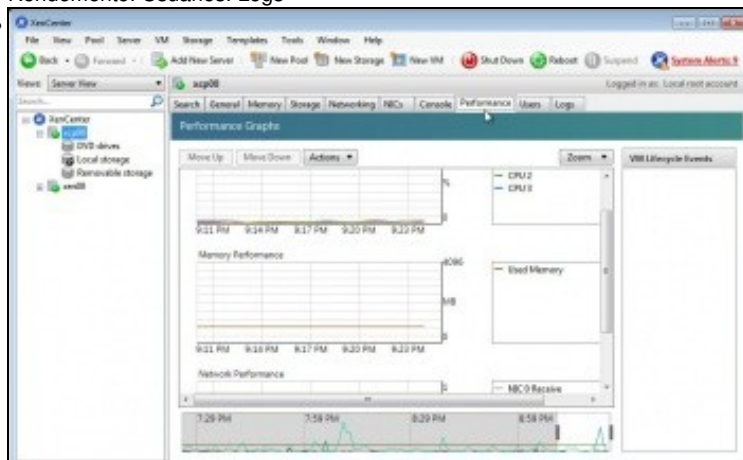 Rendimiento. Usuarios. Logs
XenCenter
File View Pool Server VM Storage Templates Tools Window Help
Back Forward Add New Server New Pool New Storage New VM Shut Down Reboot Suspend System Alerts: 9
Views: Server View xcp00 Logged in as: Local root account
Search... Search General Memory Storage Networking NICs Console Performance Users Logs
XenCenter
xcp00
DVD drives
Local storage
Removable storage
xen00
Performance Graphs
Move Up Move Down Actions Zoom
VM Lifecycle Events
%
0
CPU 2
CPU 3
9:11 PM 9:14 PM 9:17 PM 9:20 PM 9:23 PM
Memory Performance
4096
MB
0
Used Memory
9:11 PM 9:14 PM 9:17 PM 9:20 PM 9:23 PM
Network Performance
NIC 0 Receive
7:29 PM 7:59 PM 8:29 PM 8:59 PM